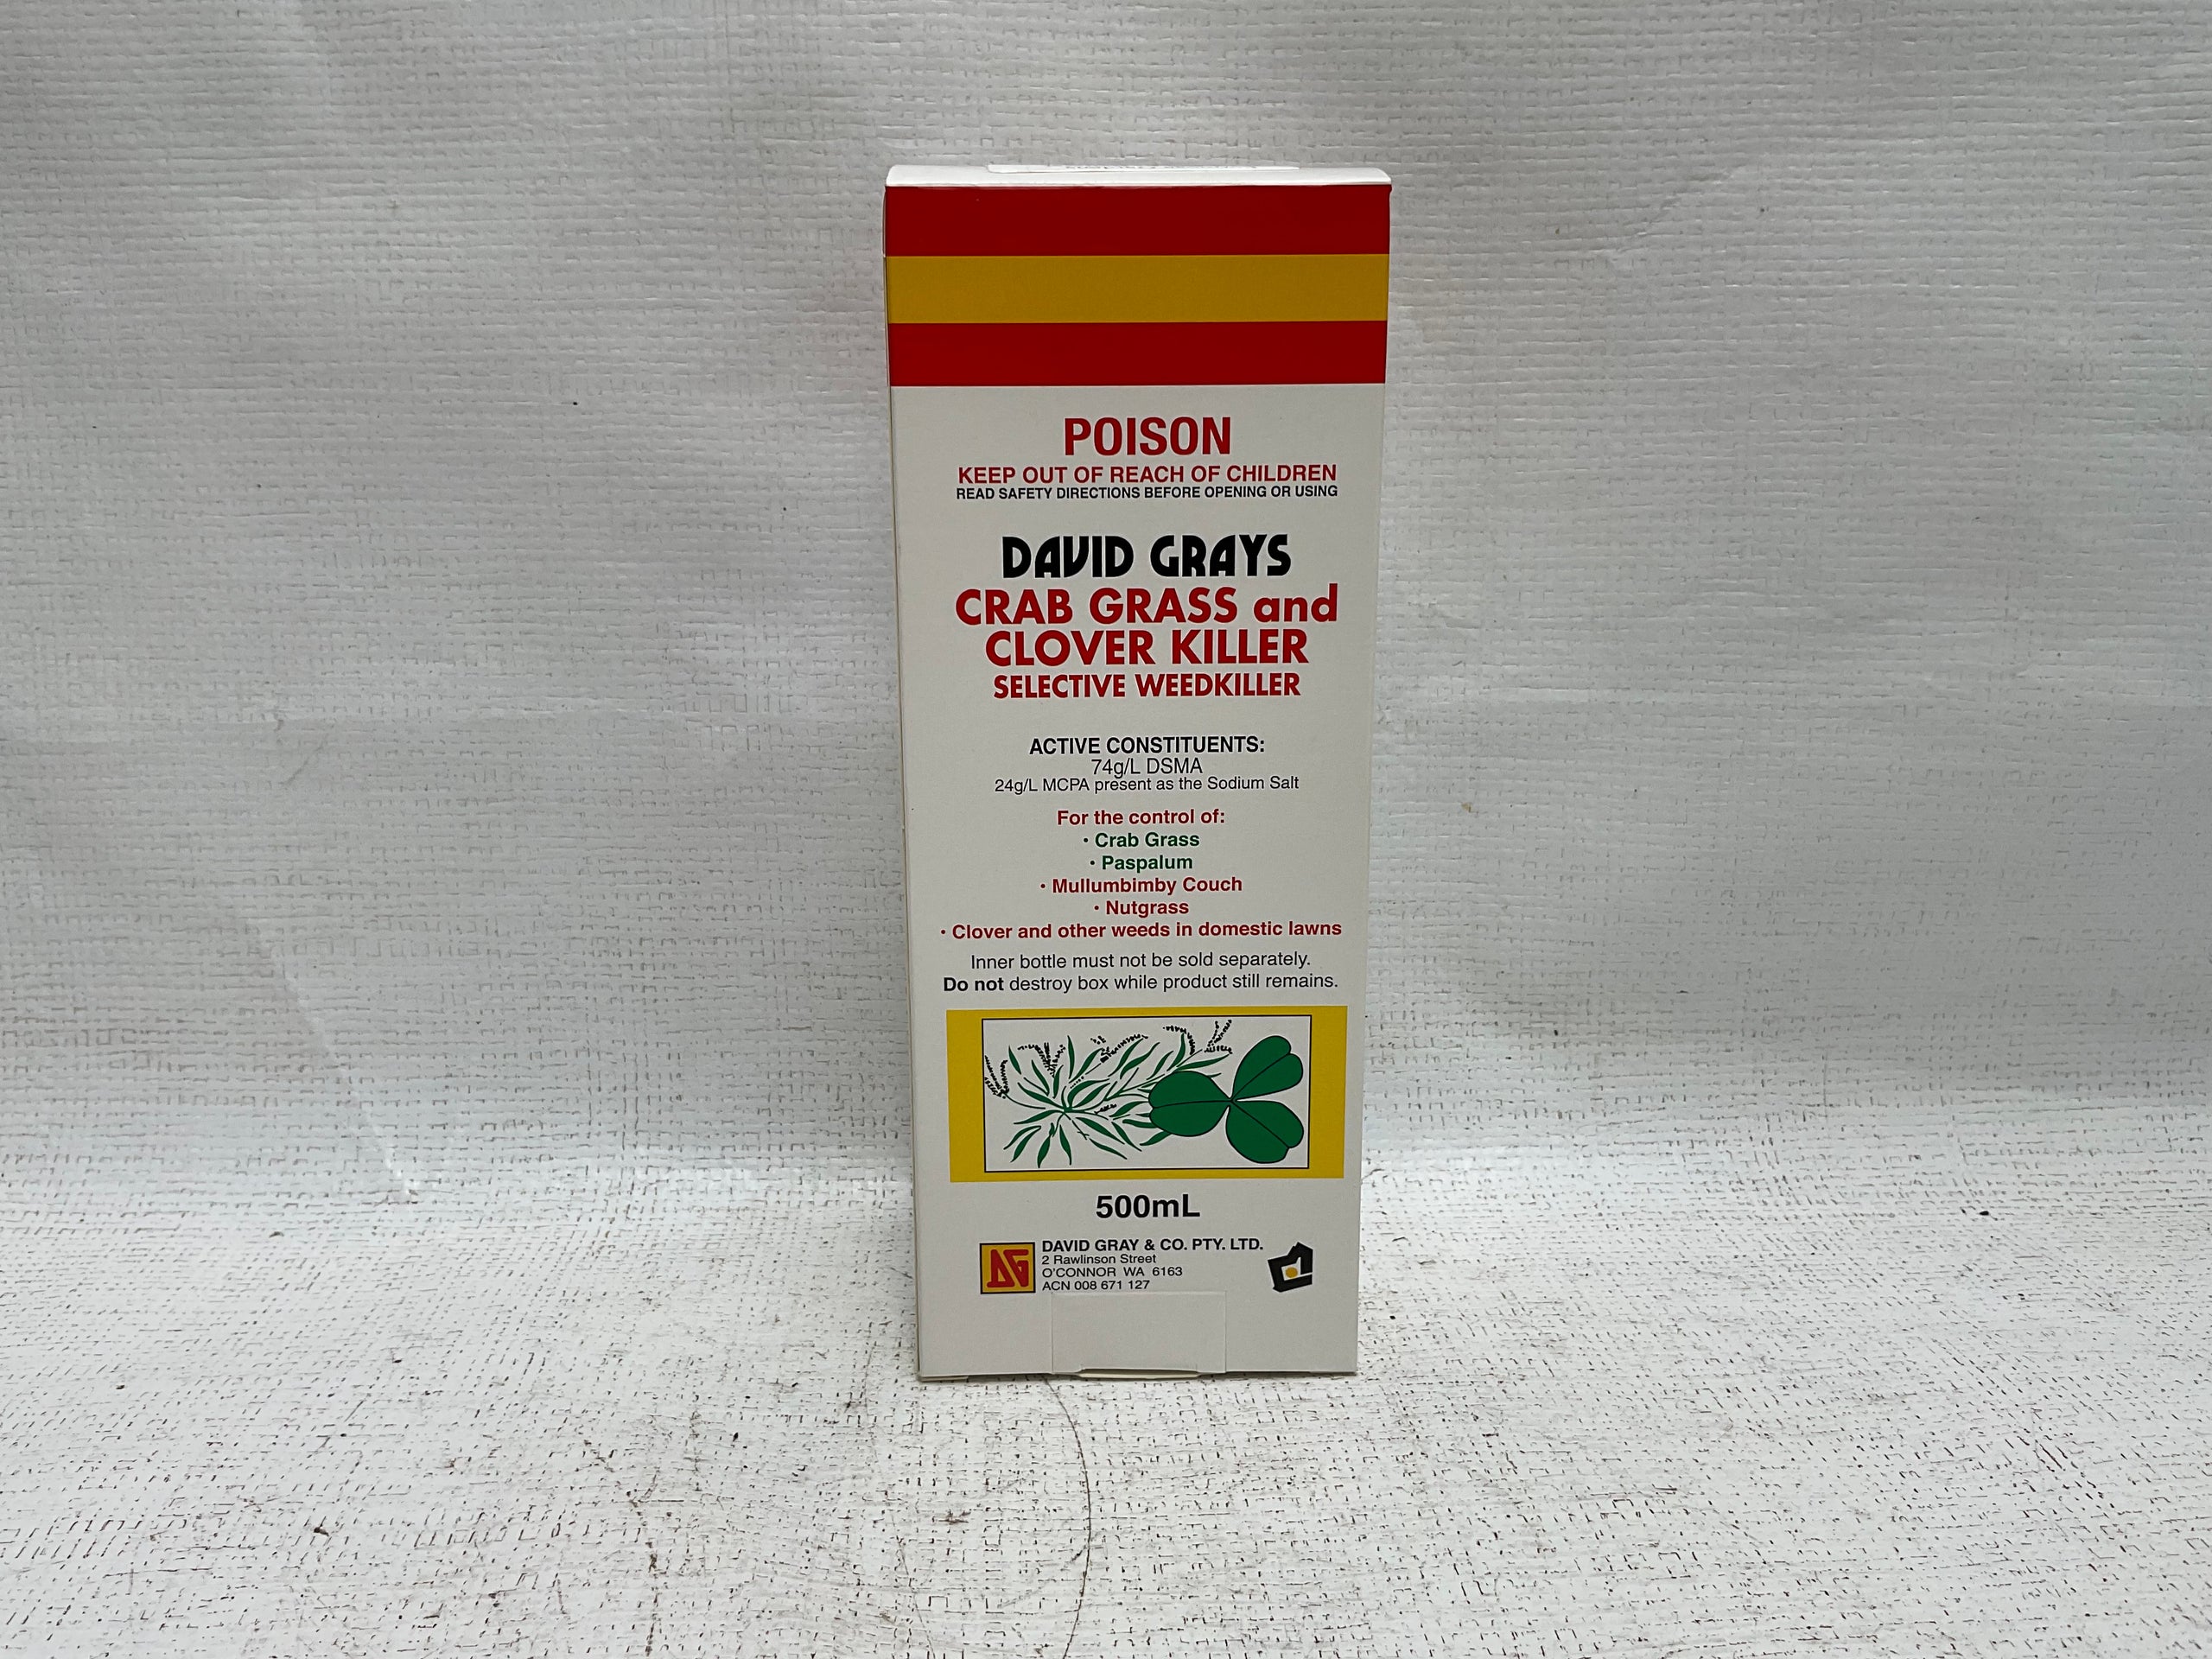 POISON
KEEP OUT OF REACH OF CHILDREN
READ SAFETY DIRECTIONS BEFORE OPENING OR USING
DAVID GRAYS
CRAB GRASS and
CLOVER KILLER
SELECTIVE WEEDKILLER
ACTIVE CONSTITUENTS:
74g/L DSMA
24g/L MCPA present as the Sodium Salt
For the control of:
• Crab Grass
• Paspalum
• Mullumbimby Couch
• Nutgrass
• Clover and other weeds in domestic lawns
Inner bottle must not be sold separately.
Do not destroy box while product still remains.
500mL
DG
DAVID GRAY & CO. PTY. LTD.
2 Rawlinson Street
O'CONNOR WA 6163
ACN 008 671 127